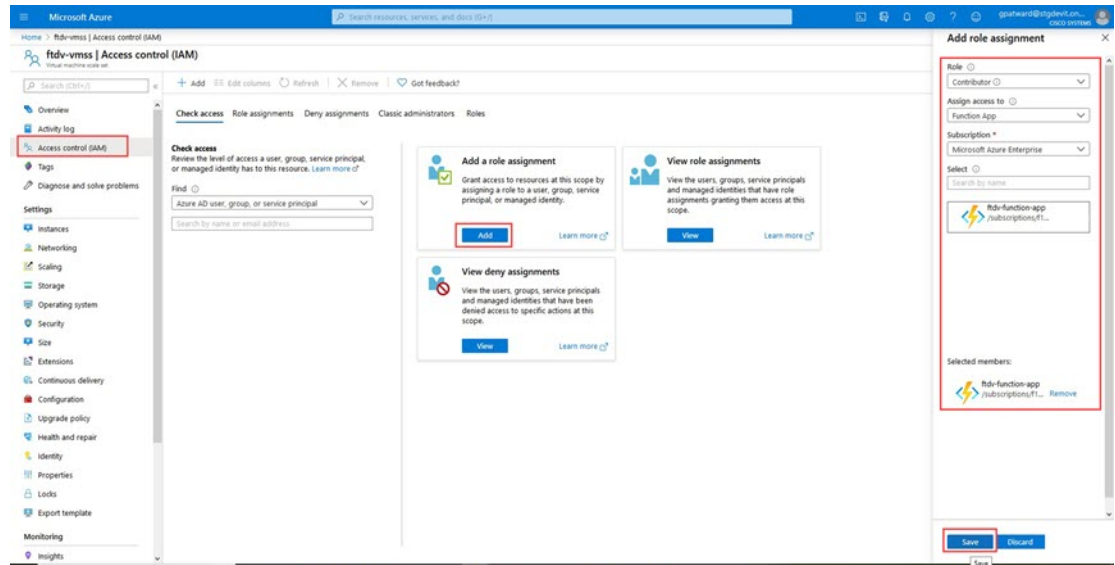 Microsoft Azure
Search resources, services, and docs (G+/)
gpatward@stgdevit.on...
CISCO SYSTEMS
Home > ftdv-vmss | Access control (IAM)
ftdv-vmss | Access control (IAM)
Virtual machine scale set
Search (Ctrl+/)
Overview
Activity log
Access control (IAM)
Tags
Diagnose and solve problems
Settings
Instances
Networking
Scaling
Storage
Operating system
Security
Size
Extensions
Continuous delivery
Configuration
Upgrade policy
Health and repair
Identity
Properties
Locks
Export template
Monitoring
Insights
Add Edit columns Refresh Remove Got feedback?
Check access Role assignments Deny assignments Classic administrators Roles
Check access
Review the level of access a user, group, service principal,
or managed identity has to this resource. Learn more
Find
Azure AD user, group, or service principal
Search by name or email address
Add a role assignment
Grant access to resources at this scope by
assigning a role to a user, group, service
principal, or managed identity.
Add Learn more
View role assignments
View the users, groups, service principals
and managed identities that have role
assignments granting them access at this
scope.
View Learn more
View deny assignments
View the users, groups, service principals
and managed identities that have been
denied access to specific actions at this
scope.
View Learn more
Add role assignment
Role
Contributor
Assign access to
Function App
Subscription *
Microsoft Azure Enterprise
Select
Search by name
ftdv-function-app
/subscriptions/f1...
Selected members:
ftdv-function-app
/subscriptions/f1... Remove
Save Discard
Save